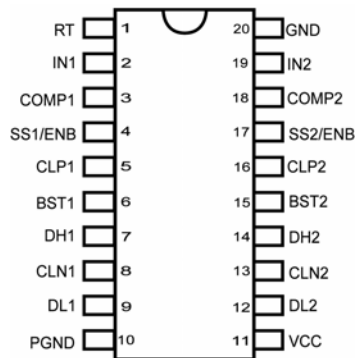 RT 1 20 GND
IN1 2 19 IN2
COMP1 3 18 COMP2
SS1/ENB 4 17 SS2/ENB
CLP1 5 16 CLP2
BST1 6 15 BST2
DH1 7 14 DH2
CLN1 8 13 CLN2
DL1 9 12 DL2
PGND 10 11 VCC